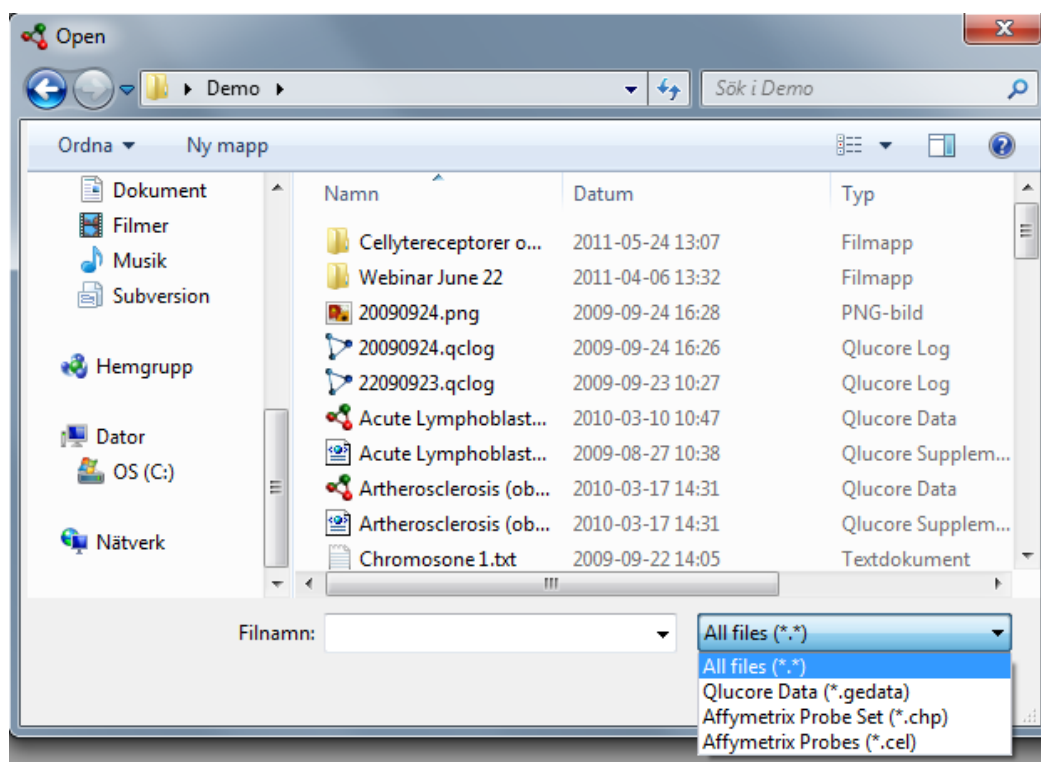 Open
Demo
Sök i Demo
Ordna
Ny mapp
Dokument
Filmer
Musik
Subversion
Hemgrupp
Dator
OS (C:)
Nätverk
Namn Datum Typ
Cellytereceptorer o... 2011-05-24 13:07 Filmapp
Webinar June 22 2011-04-06 13:32 Filmapp
20090924.png 2009-09-24 16:28 PNG-bild
20090924.qclog 2009-09-24 16:26 Qlucore Log
22090923.qclog 2009-09-23 10:27 Qlucore Log
Acute Lymphoblast... 2010-03-10 10:47 Qlucore Data
Acute Lymphoblast... 2009-08-27 10:38 Qlucore Supplem...
Artherosclerosis (ob... 2010-03-17 14:31 Qlucore Data
Artherosclerosis (ob... 2010-03-17 14:31 Qlucore Supplem...
Chromosone 1.txt 2009-09-22 14:05 Textdokument
Filnamn:
All files (*.*)
All files (*.*)
Qlucore Data (*.gedata)
Affymetrix Probe Set (*.chp)
Affymetrix Probes (*.cel)